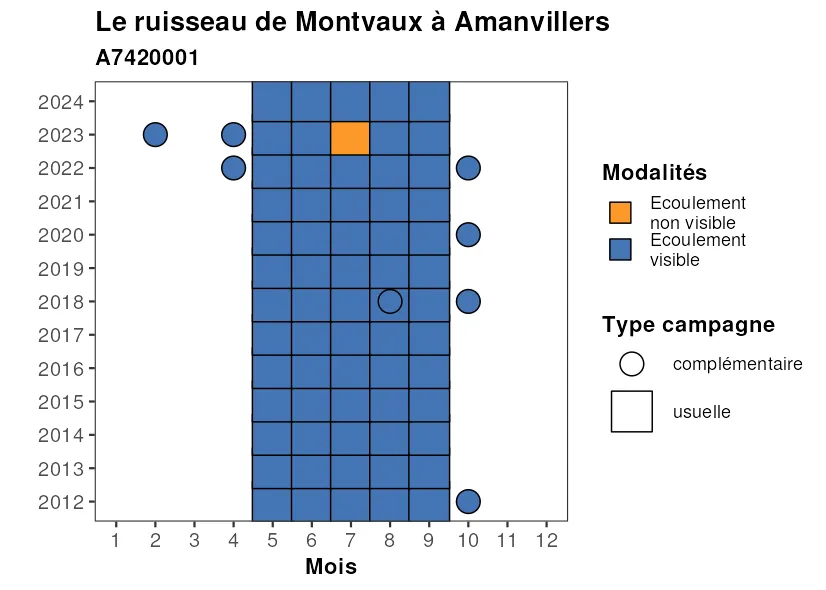 Le ruisseau de Montvaux à Amanvillers
A7420001
2024
2023
2022
2021
2020
2019
2018
2017
2016
2015
2014
2013
2012
1 2 3 4 5 6 7 8 9 10 11 12
Mois
Modalités
Ecoulement
non visible
Ecoulement
visible
Type campagne
complémentaire
usuelle